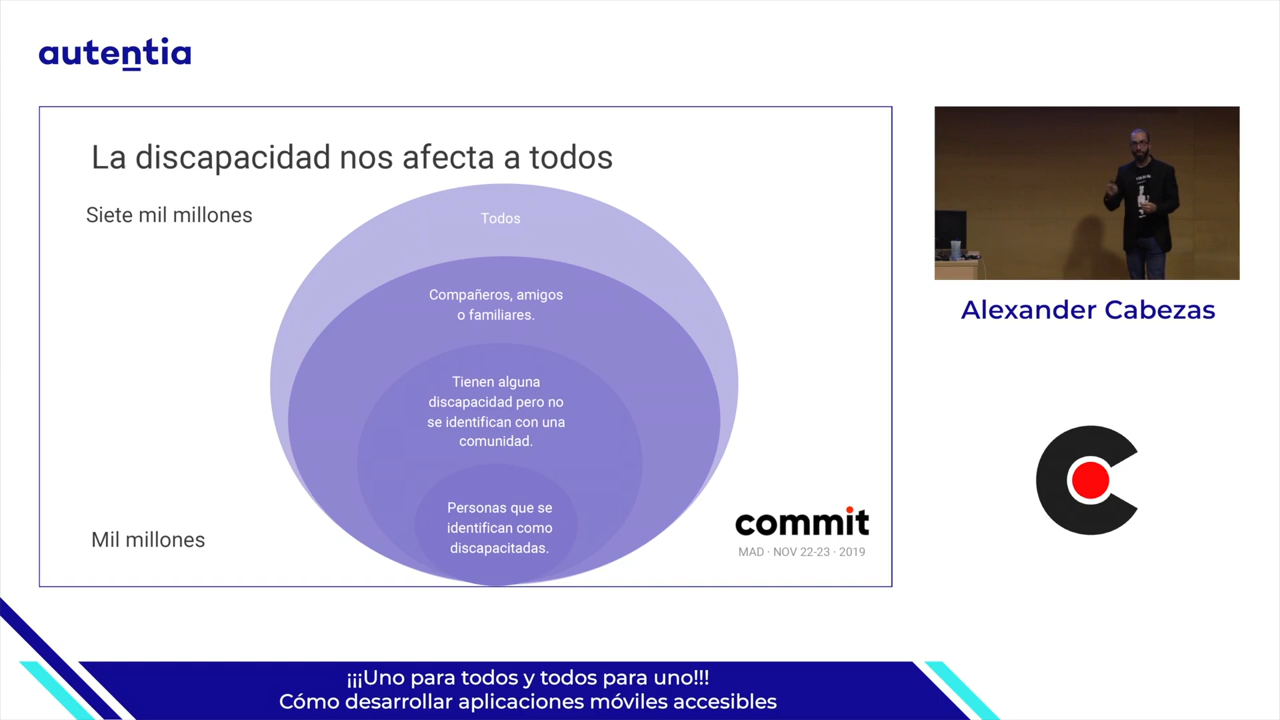 autentia
La discapacidad nos afecta a todos
Siete mil millones
Todos
Compañeros, amigos
o familiares.
Tienen alguna
discapacidad pero no
se identifican con una
comunidad.
Personas que se
identifican como
discapacitadas.
Mil millones
commit
MAD · NOV 22-23 · 2019
Alexander Cabezas
¡¡¡Uno para todos y todos para uno!!!
Cómo desarrollar aplicaciones móviles accesibles